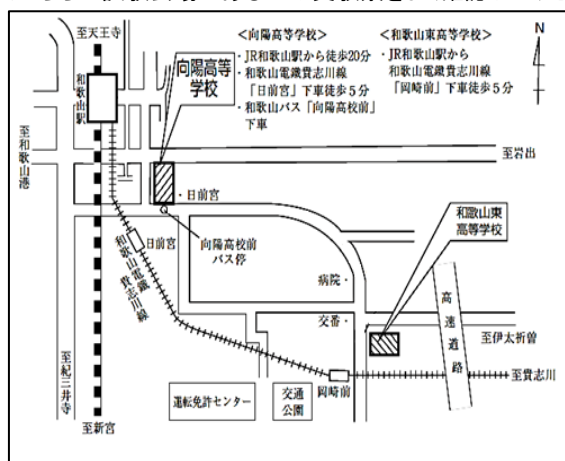 至天王寺
<向陽高等学校>
・JR和歌山駅から徒歩20分
・和歌山電鐵貴志川線
「日前宮」下車徒歩5分
・和歌山バス「向陽高校前」
下車
<和歌山東高等学校>
・JR和歌山駅から
和歌山電鐵貴志川線
「岡崎前」下車徒歩5分
N
向陽高等
学校
和歌山駅
至和歌山港
至岩出
・日前宮
和歌山東
高等学校
日前宮
向陽高校前
バス停
和歌山電鐵
貴志川線
病院・
高速道路
交番・
至伊太祈曽
至紀三井寺
岡崎前
至貴志川
運転免許センター
交通
公園
至新宮